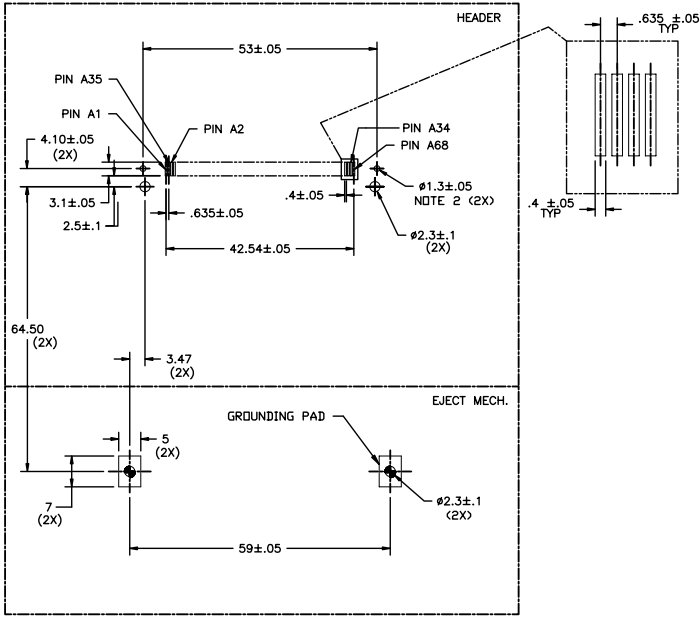 HEADER
.635 ±.05
TYP
53±.05
PIN A35
PIN A1
PIN A2
PIN A34
PIN A68
4.10±.05
(2X)
ø1.3±.05
NOTE 2 (2X)
3.1±.05
.635±.05
.4±.05
.4 ±.05
TYP
2.5±.1
ø2.3±.1
(2X)
42.54±.05
64.50
(2X)
3.47
(2X)
EJECT MECH.
GROUNDING PAD
5
(2X)
7
(2X)
ø2.3±.1
(2X)
59±.05